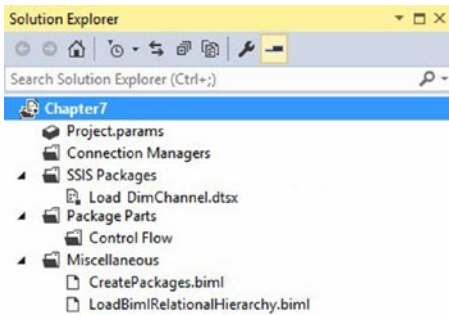 Solution Explorer
Search Solution Explorer (Ctrl+;)
Chapter7
Project.params
Connection Managers
SSIS Packages
Load DimChannel.dtsx
Package Parts
Control Flow
Miscellaneous
CreatePackages.biml
LoadBimlRelationalHierarchy.biml